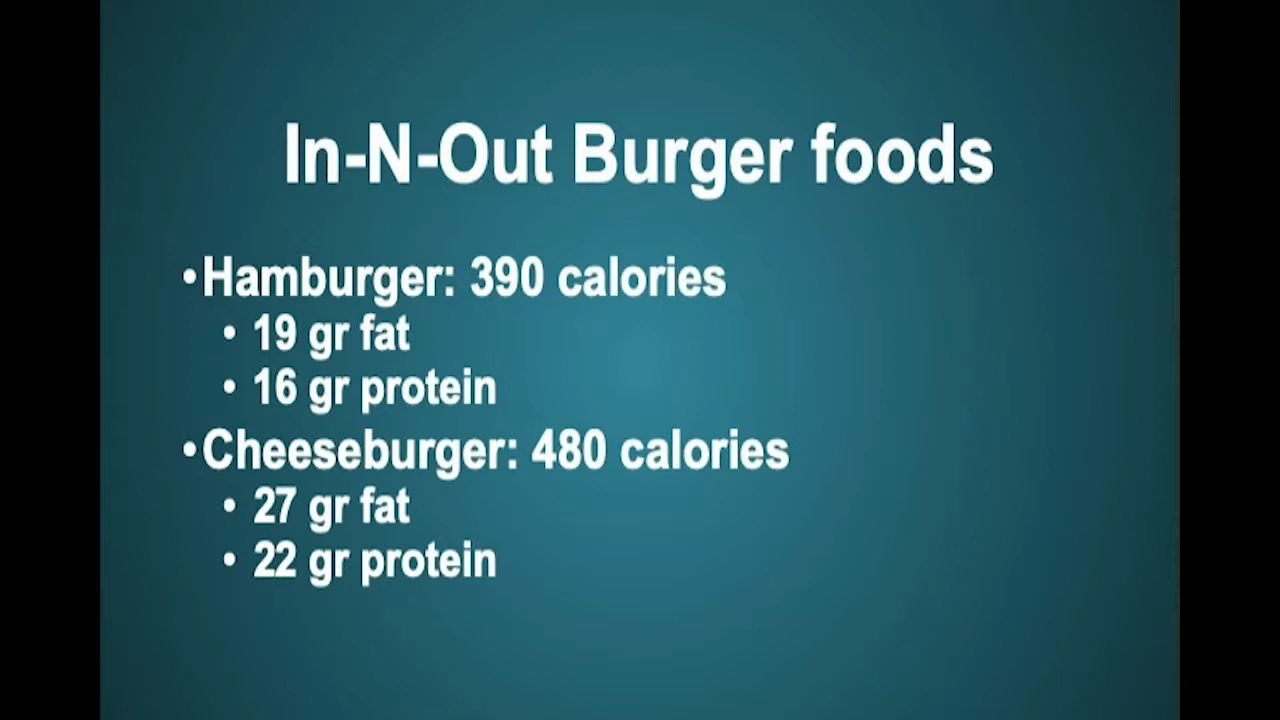 In-N-Out Burger foods
•Hamburger: 390 calories
• 19 gr fat
• 16 gr protein
•Cheeseburger: 480 calories
• 27 gr fat
• 22 gr protein